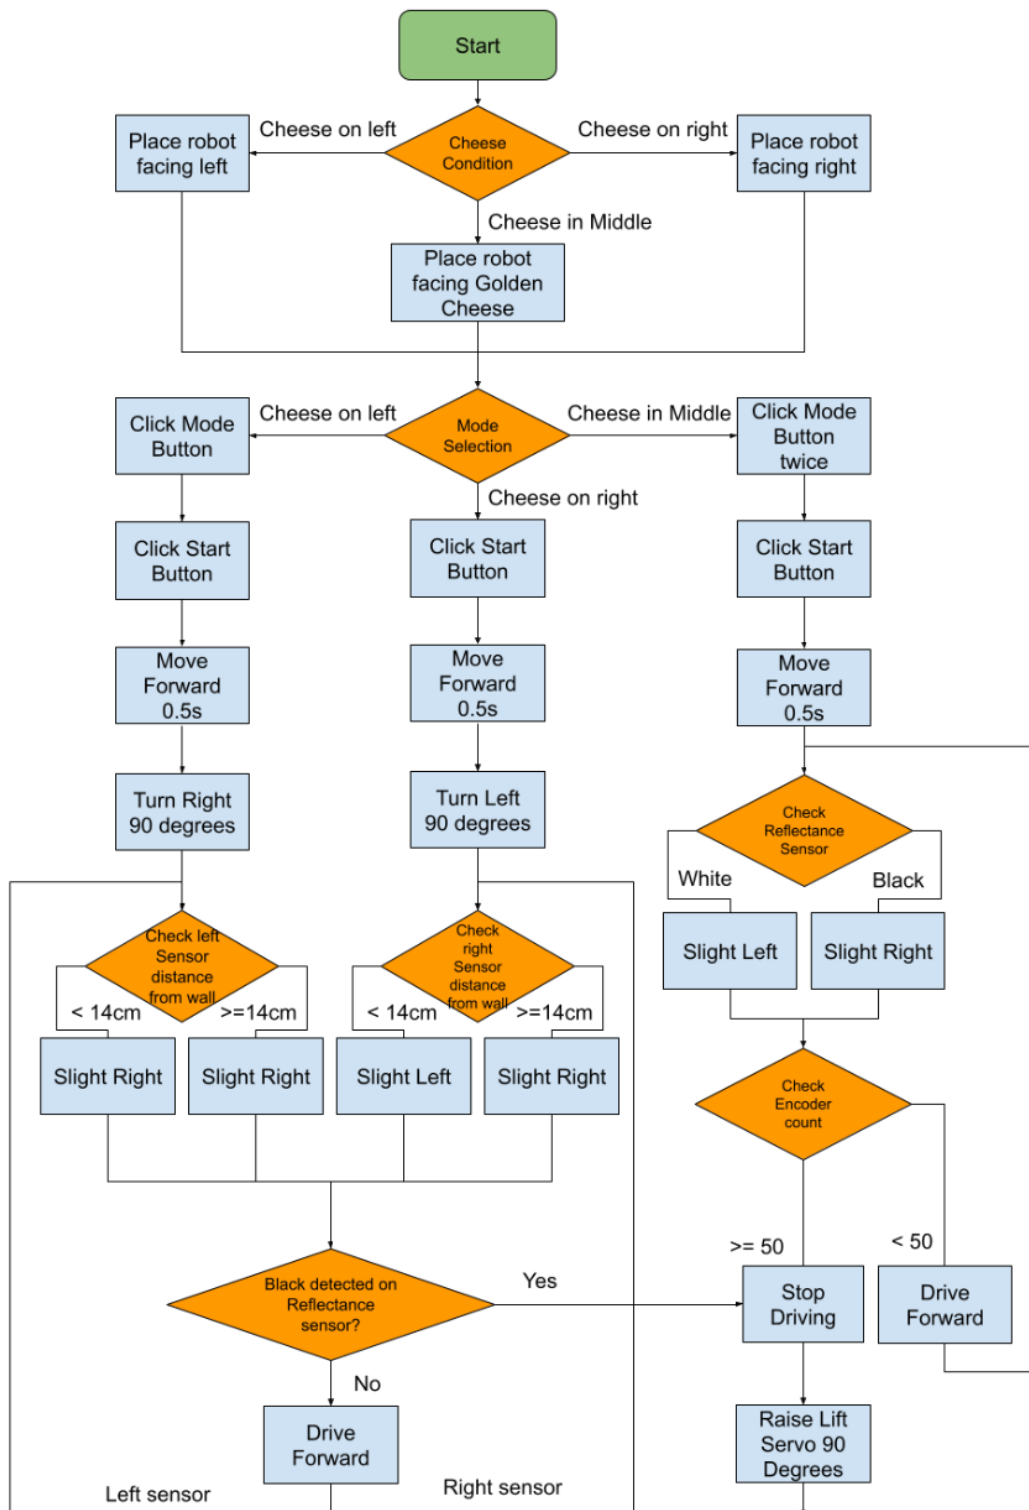 Start
Cheese
Condition
Cheese on left
Cheese on right
Place robot
facing left
Place robot
facing right
Cheese in Middle
Place robot
facing Golden
Cheese
Mode
Selection
Cheese on left
Cheese in Middle
Click Mode
Button
Click Mode
Button
twice
Cheese on right
Click Start
Button
Click Start
Button
Click Start
Button
Move
Forward
0.5s
Move
Forward
0.5s
Move
Forward
0.5s
Turn Right
90 degrees
Turn Left
90 degrees
Check
Reflectance
Sensor
White
Black
Slight Left
Slight Right
Check left
Sensor
distance
from wall
Check
right
Sensor
distance
from wall
< 14cm
>=14cm
< 14cm
>=14cm
Slight Right
Slight Right
Slight Left
Slight Right
Check
Encoder
count
>= 50
< 50
Black detected on
Reflectance
sensor?
Yes
Stop
Driving
Drive
Forward
No
Drive
Forward
Raise Lift
Servo 90
Degrees
Left sensor
Right sensor